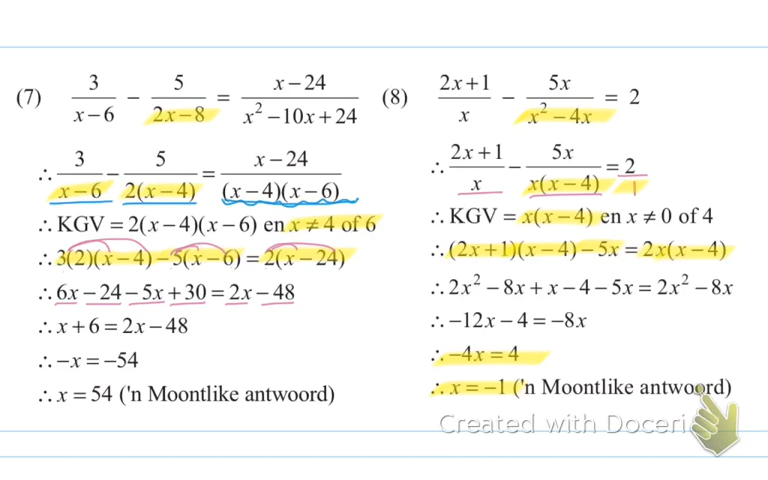 (7) 3/(x−6) − 5/(2x−8) = (x−24)/(x²−10x+24)
∴ 3/(x−6) − 5/(2(x−4)) = (x−24)/((x−4)(x−6))
∴ KGV = 2(x−4)(x−6) en x ≠ 4 of 6
∴ 3(2)(x−4) − 5(x−6) = 2(x−24)
∴ 6x − 24 − 5x + 30 = 2x − 48
∴ x + 6 = 2x − 48
∴ −x = −54
∴ x = 54 ('n Moontlike antwoord)
(8) (2x+1)/x − 5x/(x²−4x) = 2
∴ (2x+1)/x − 5x/(x(x−4)) = 2/1
∴ KGV = x(x−4) en x ≠ 0 of 4
∴ (2x+1)(x−4) − 5x = 2x(x−4)
∴ 2x² − 8x + x − 4 − 5x = 2x² − 8x
∴ −12x − 4 = −8x
∴ −4x = 4
∴ x = −1 ('n Moontlike antwoord)
Created with Doceri